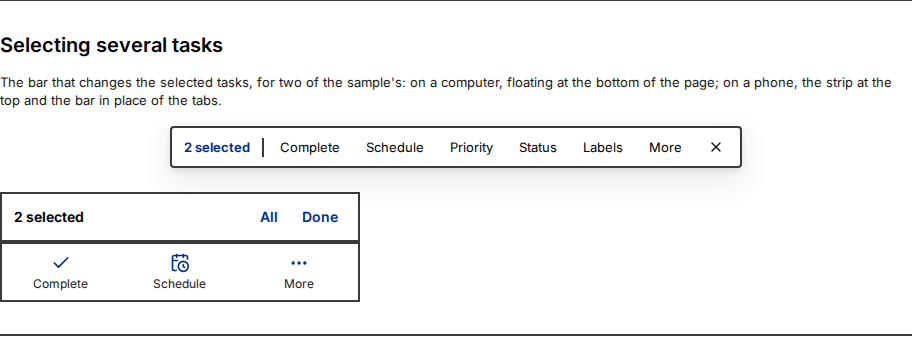 Selecting several tasks
The bar that changes the selected tasks, for two of the sample's: on a computer, floating at the bottom of the page; on a phone, the strip at the
top and the bar in place of the tabs.
2 selected Complete Schedule Priority Status Labels More
2 selected All Done
Complete Schedule More